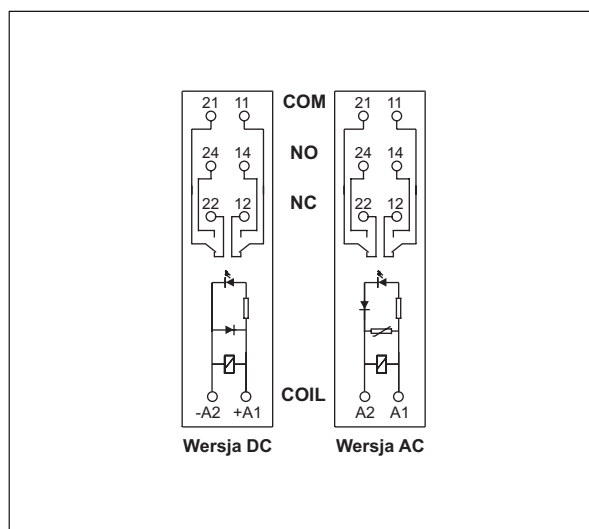 21 11 COM 21 11
24 14 NO 24 14
22 12 NC 22 12
COIL
-A2 +A1 A2 A1
Wersja DC Wersja AC